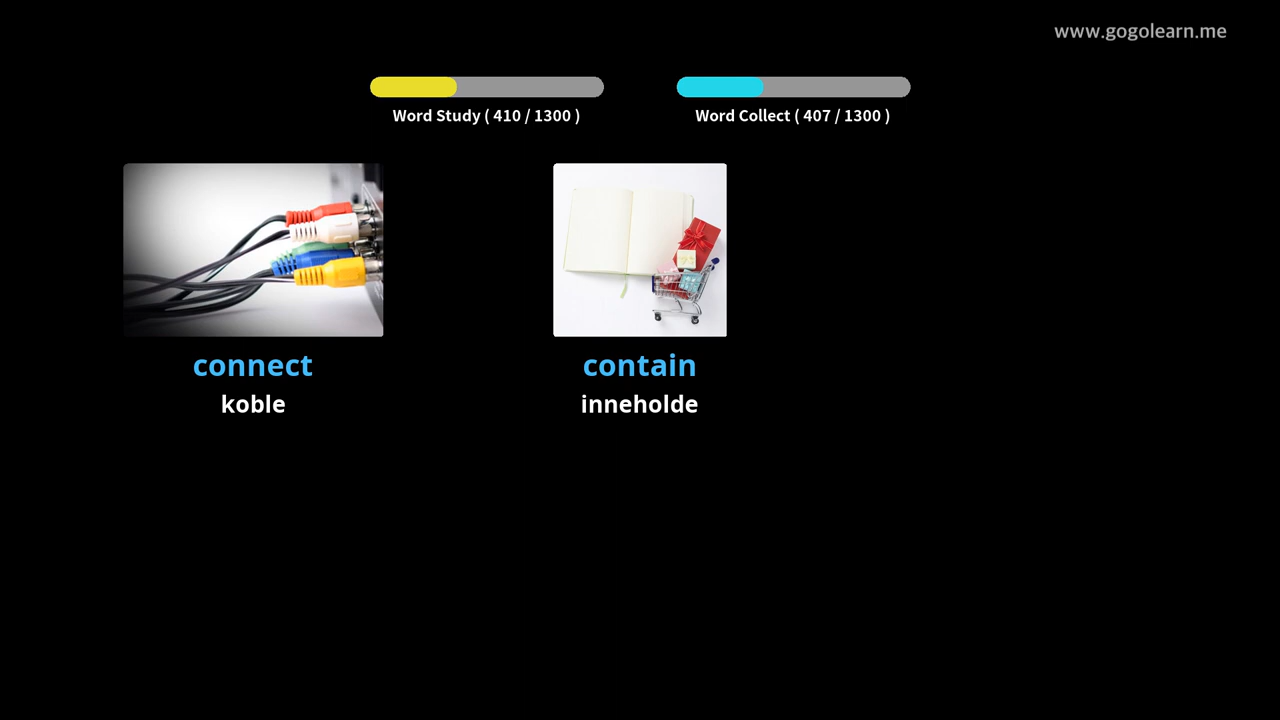 www.gogolearn.me
Word Study ( 410 / 1300 )
Word Collect ( 407 / 1300 )
connect
koble
contain
inneholde